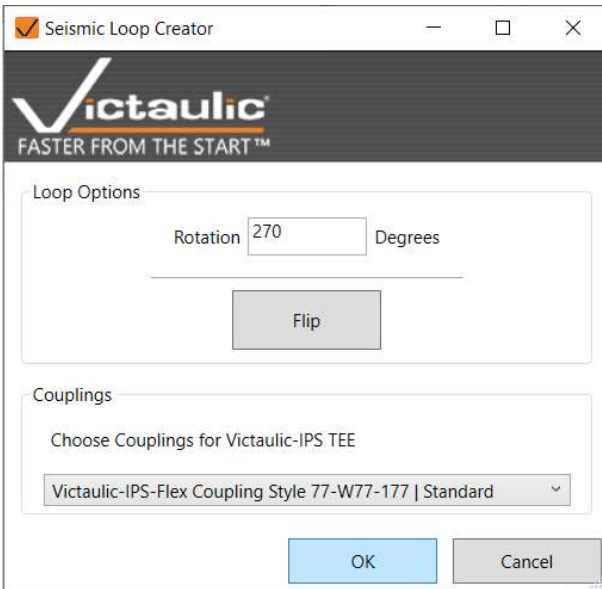 Seismic Loop Creator
Victaulic®
FASTER FROM THE START™
Loop Options
Rotation 270 Degrees
Flip
Couplings
Choose Couplings for Victaulic-IPS TEE
Victaulic-IPS-Flex Coupling Style 77-W77-177 | Standard
OK Cancel